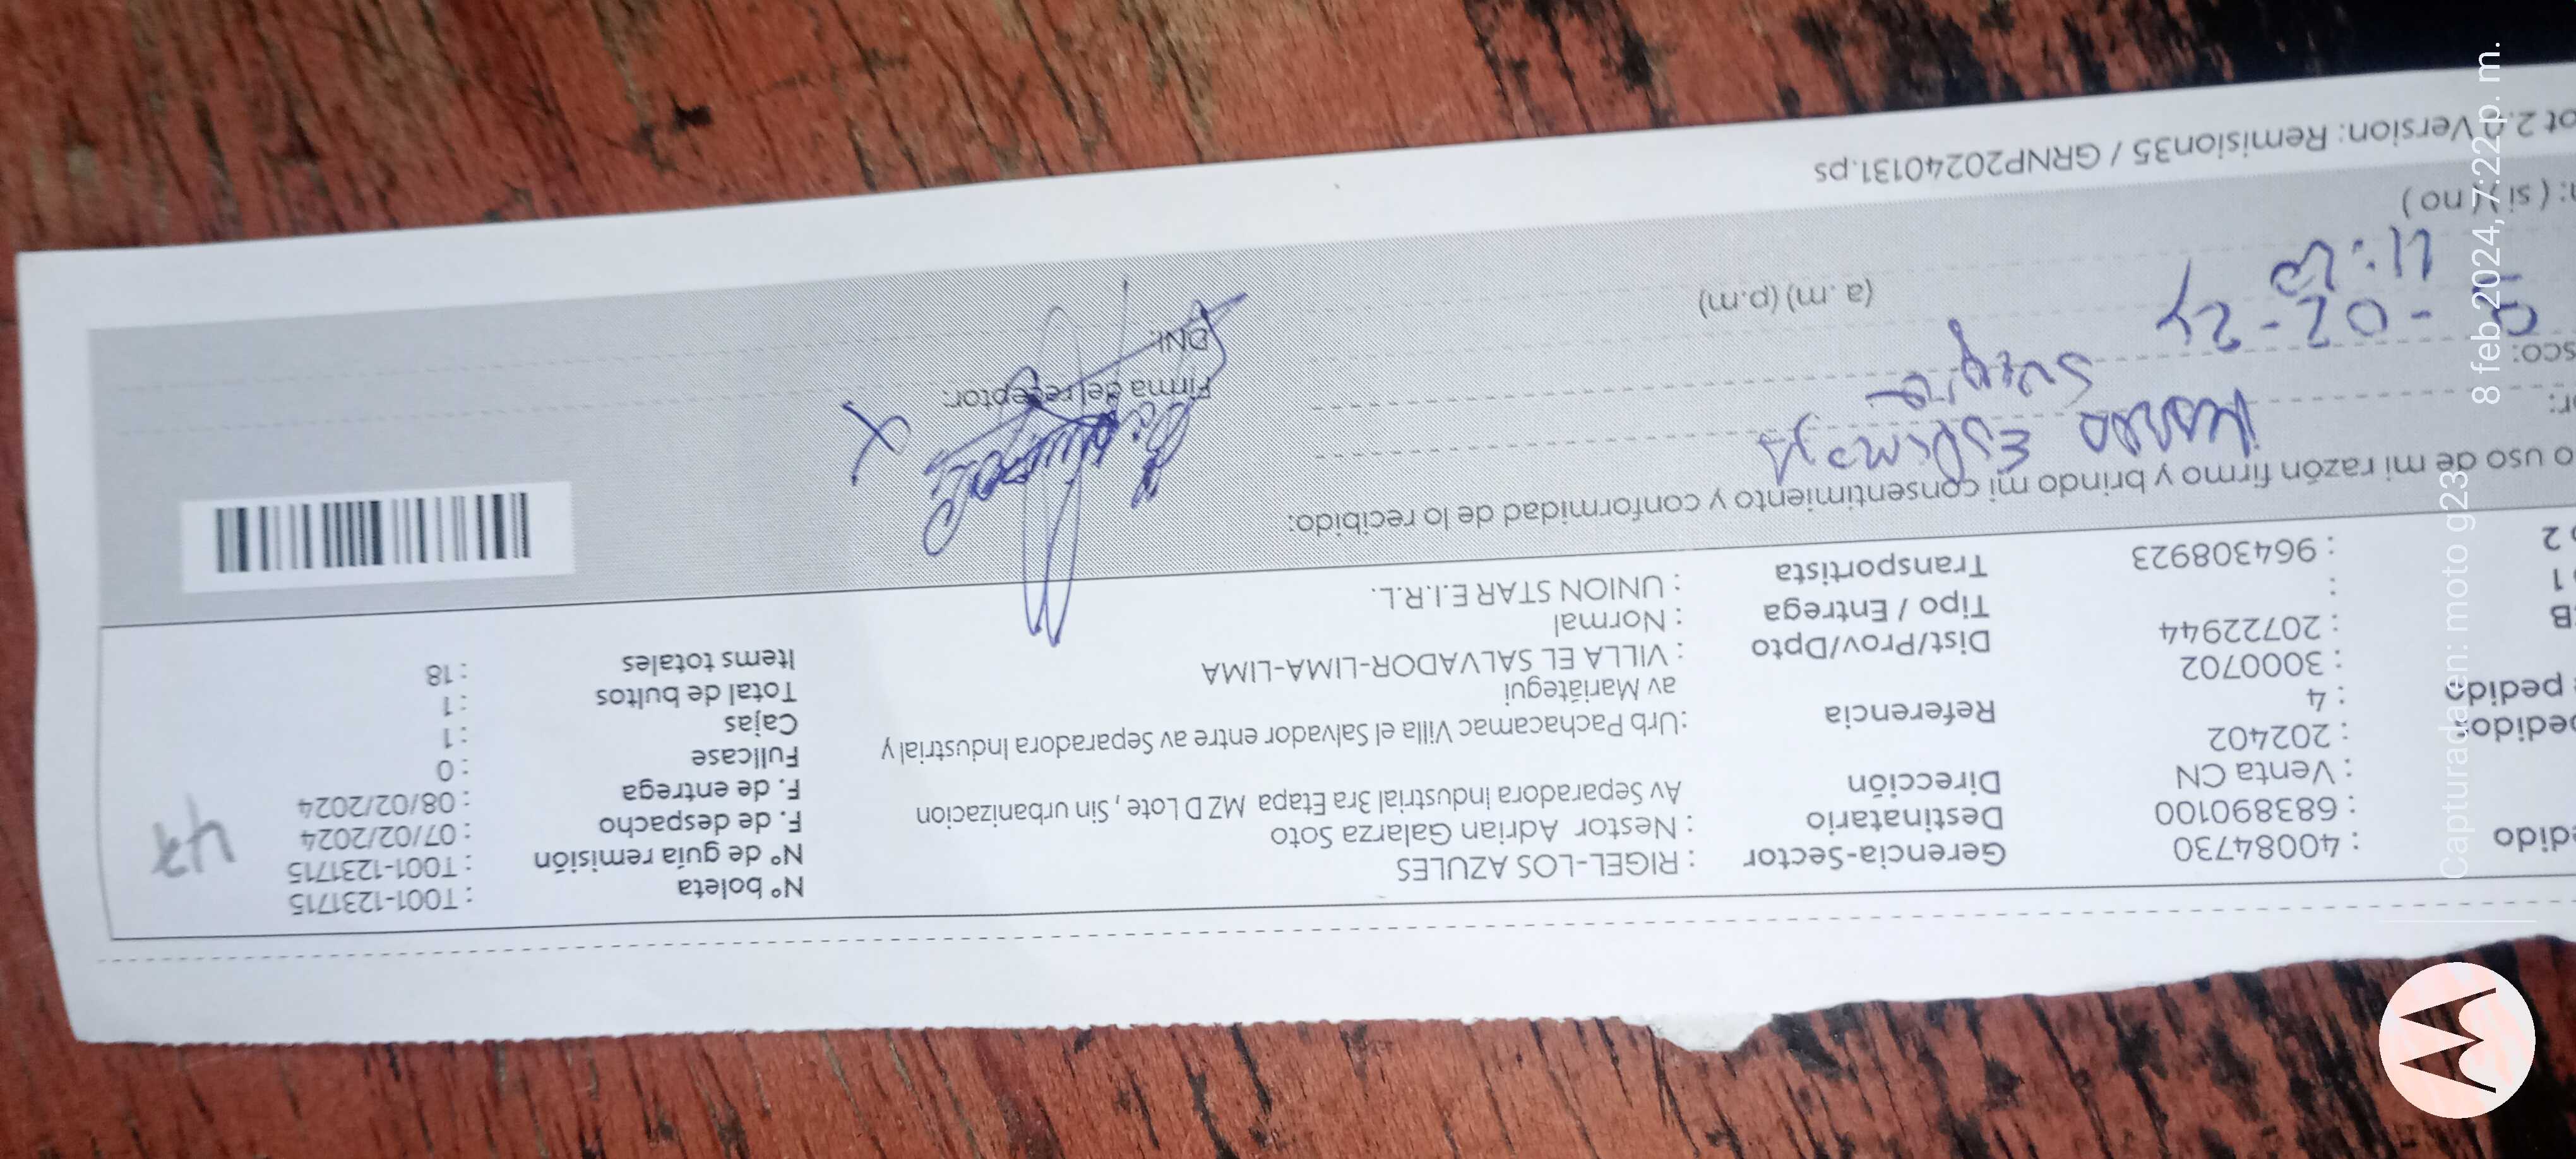 Nº boleta : T001-1231715
edido : 40084730 Gerencia-Sector : RIGEL-LOS AZULES Nº de guía remisión : T001-1231715
: 683890100 Destinatario : Nestor Adrian Galarza Soto F. de despacho : 07/02/2024
: Venta CN Dirección Av Separadora Industrial 3ra Etapa MZ D Lote , Sin urbanizacion F. de entrega : 08/02/2024
pedido : 202402 Fullcase : 0
pedido : 4 Referencia :Urb Pachacamac Villa el Salvador entre av Separadora Industrial y Cajas : 1
: 3000702 av Mariátegui Total de bultos : 1
: 20722944 Dist/Prov/Dpto : VILLA EL SALVADOR-LIMA-LIMA Items totales : 18
1 : Tipo / Entrega : Normal
2 : 964308923 Transportista : UNION STAR E.I.R.L.
47
o uso de mi razón firmo y brindo mi consentimiento y conformidad de lo recibido:
or:
sco: Firma del receptor: X
-02-24 DNI:
11: (a .m) (p.m)
: ( si ) ( no )
ot 2.0 Version: Remision35 / GRNP20240131.ps
Capturada en: moto g23
8 feb 2024, 7:22 p. m.